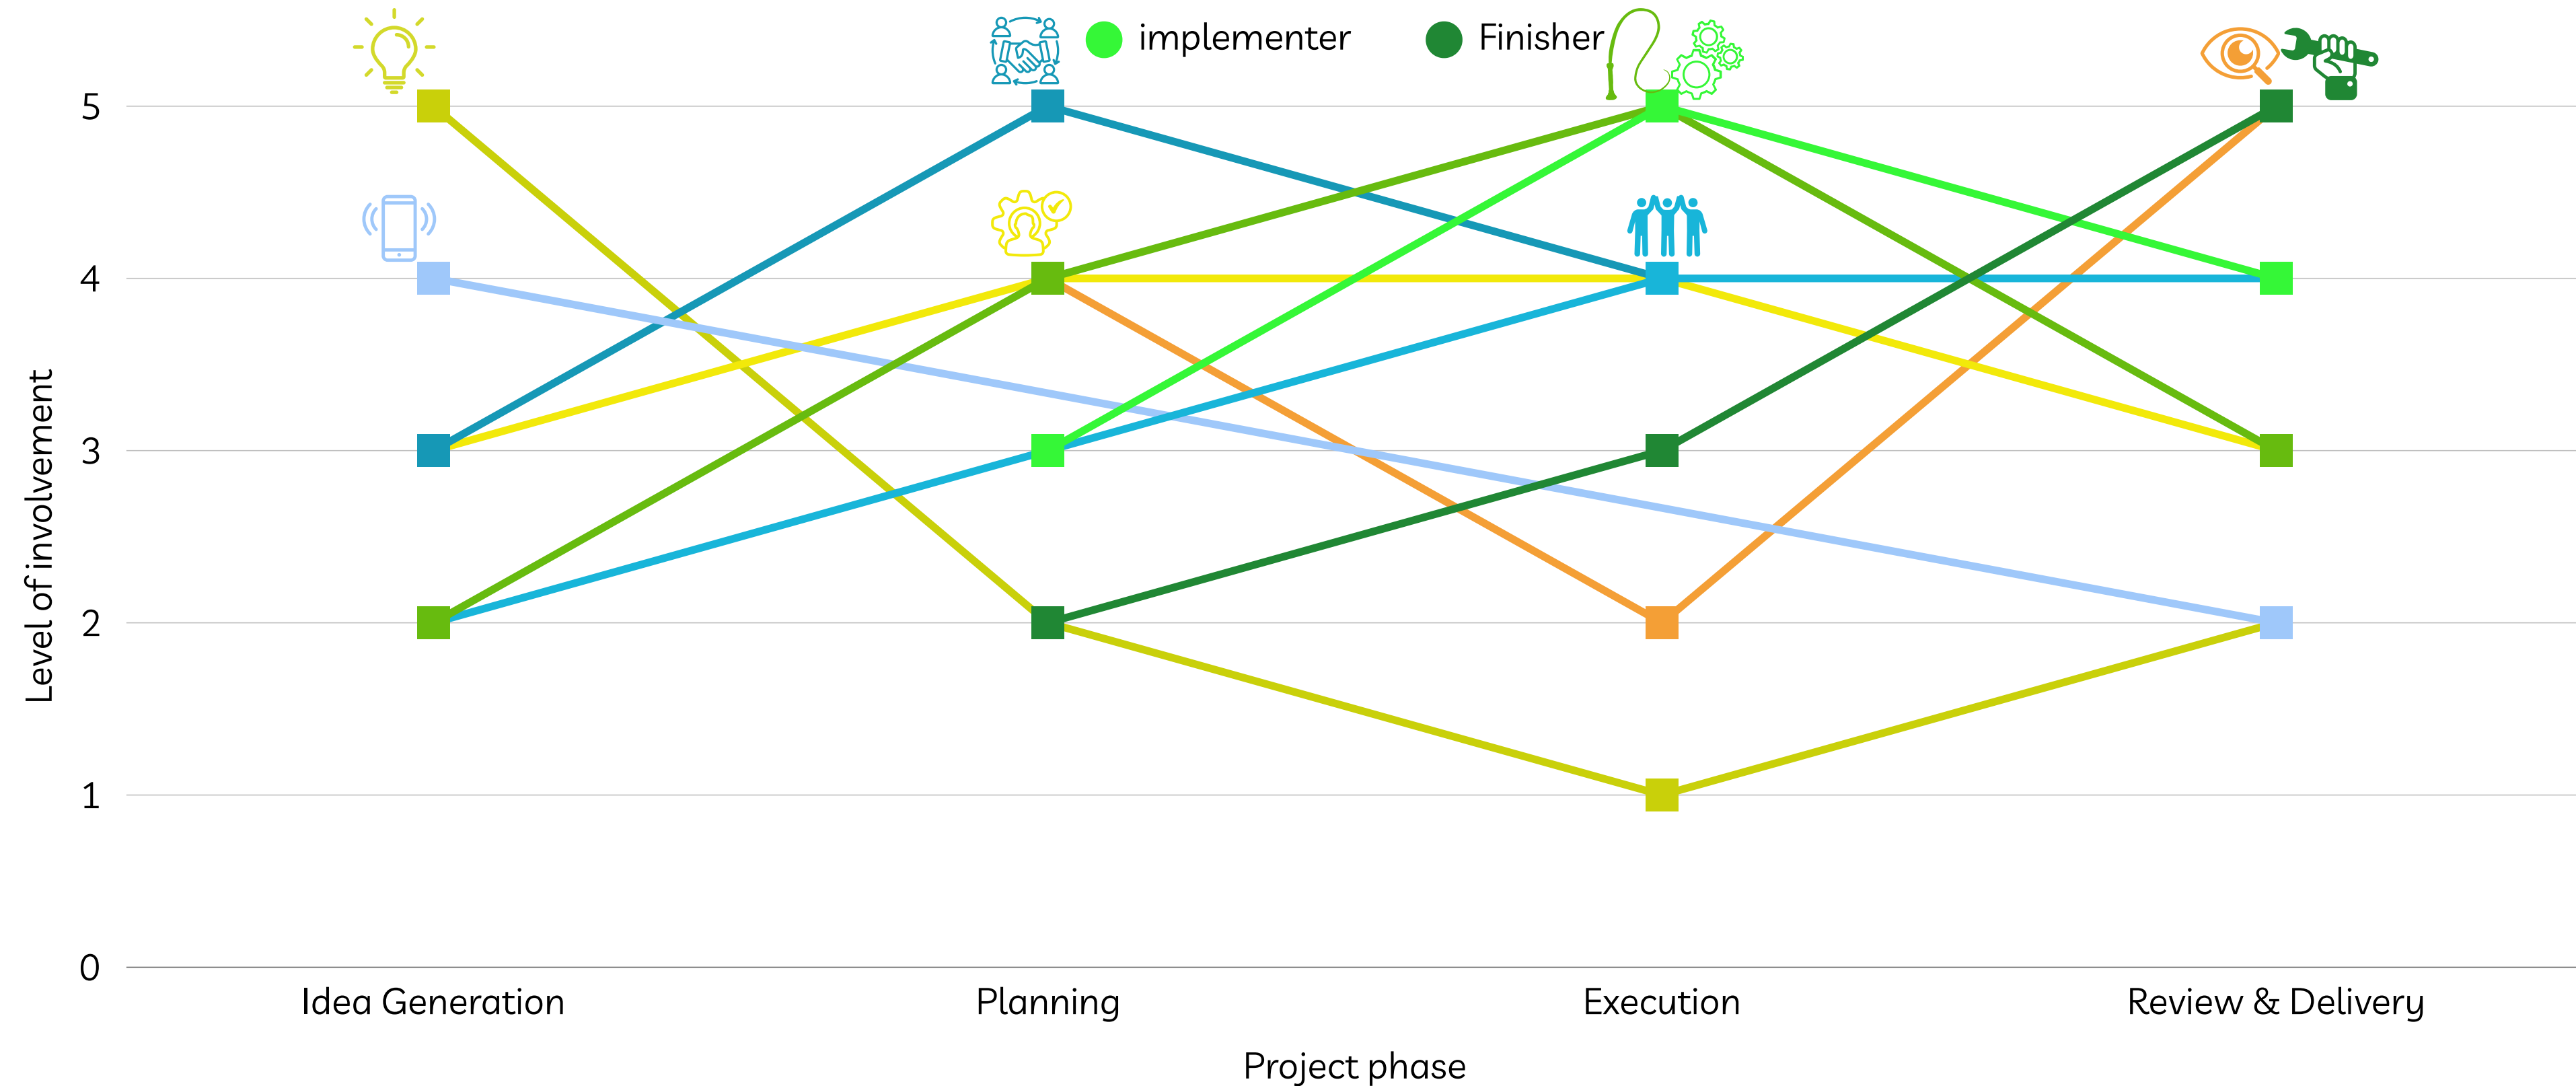 implementer
Finisher
5
4
3
2
1
0
Level of involvement
Idea Generation
Planning
Execution
Review & Delivery
Project phase